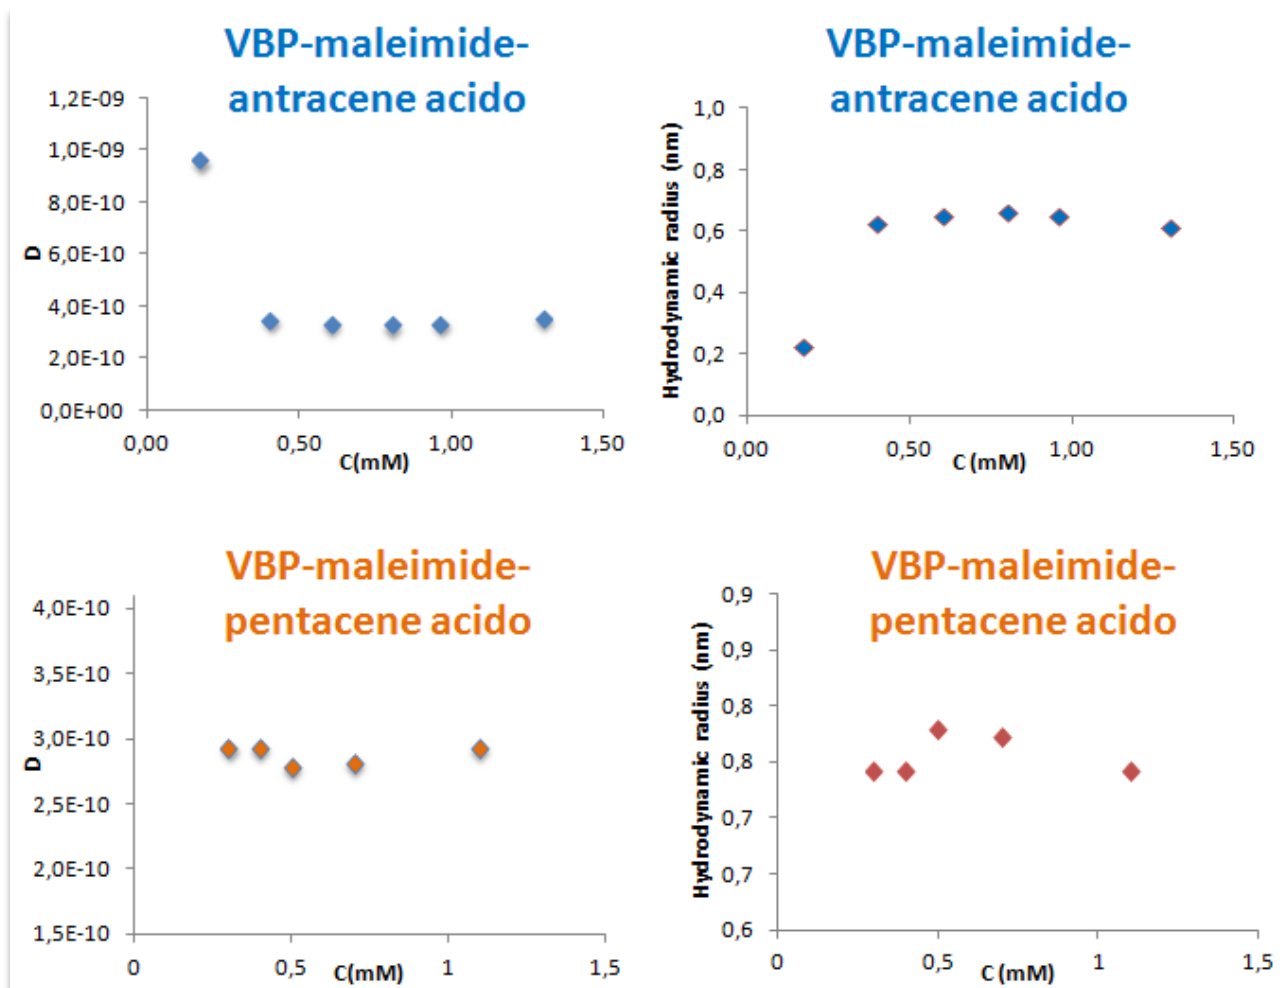 VBP-maleimide-
antracene acido
1,2E-09
1,0E-09
8,0E-10
6,0E-10
4,0E-10
2,0E-10
0,0E+00
D
0,00
0,50
1,00
1,50
C(mM)
VBP-maleimide-
antracene acido
1,0
0,8
0,6
0,4
0,2
0,0
Hydrodynamic radius (nm)
0,00
0,50
1,00
1,50
C (mM)
VBP-maleimide-
pentacene acido
4,0E-10
3,5E-10
3,0E-10
2,5E-10
2,0E-10
1,5E-10
D
0
0,5
1
1,5
C(mM)
VBP-maleimide-
pentacene acido
0,9
0,9
0,8
0,8
0,7
0,7
0,6
Hydrodynamic radius (nm)
0
0,5
1
1,5
C (mM)